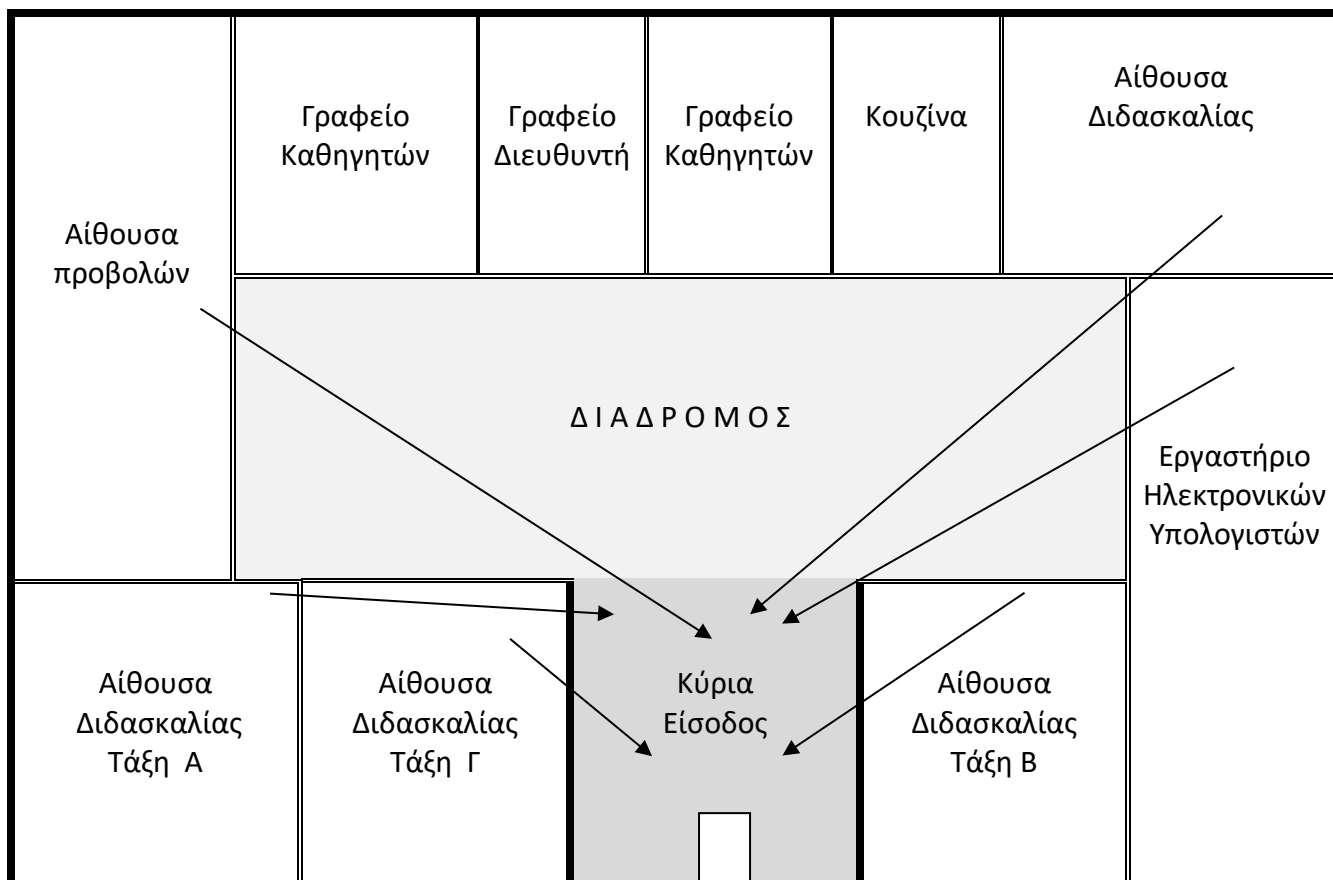 Γραφείο
Καθηγητών
Γραφείο
Διευθυντή
Γραφείο
Καθηγητών
Κουζίνα
Αίθουσα
Διδασκαλίας
Αίθουσα
προβολών
Δ Ι Α Δ Ρ Ο Μ Ο Σ
Εργαστήριο
Ηλεκτρονικών
Υπολογιστών
Αίθουσα
Διδασκαλίας
Τάξη Α
Αίθουσα
Διδασκαλίας
Τάξη Γ
Κύρια
Είσοδος
Αίθουσα
Διδασκαλίας
Τάξη Β